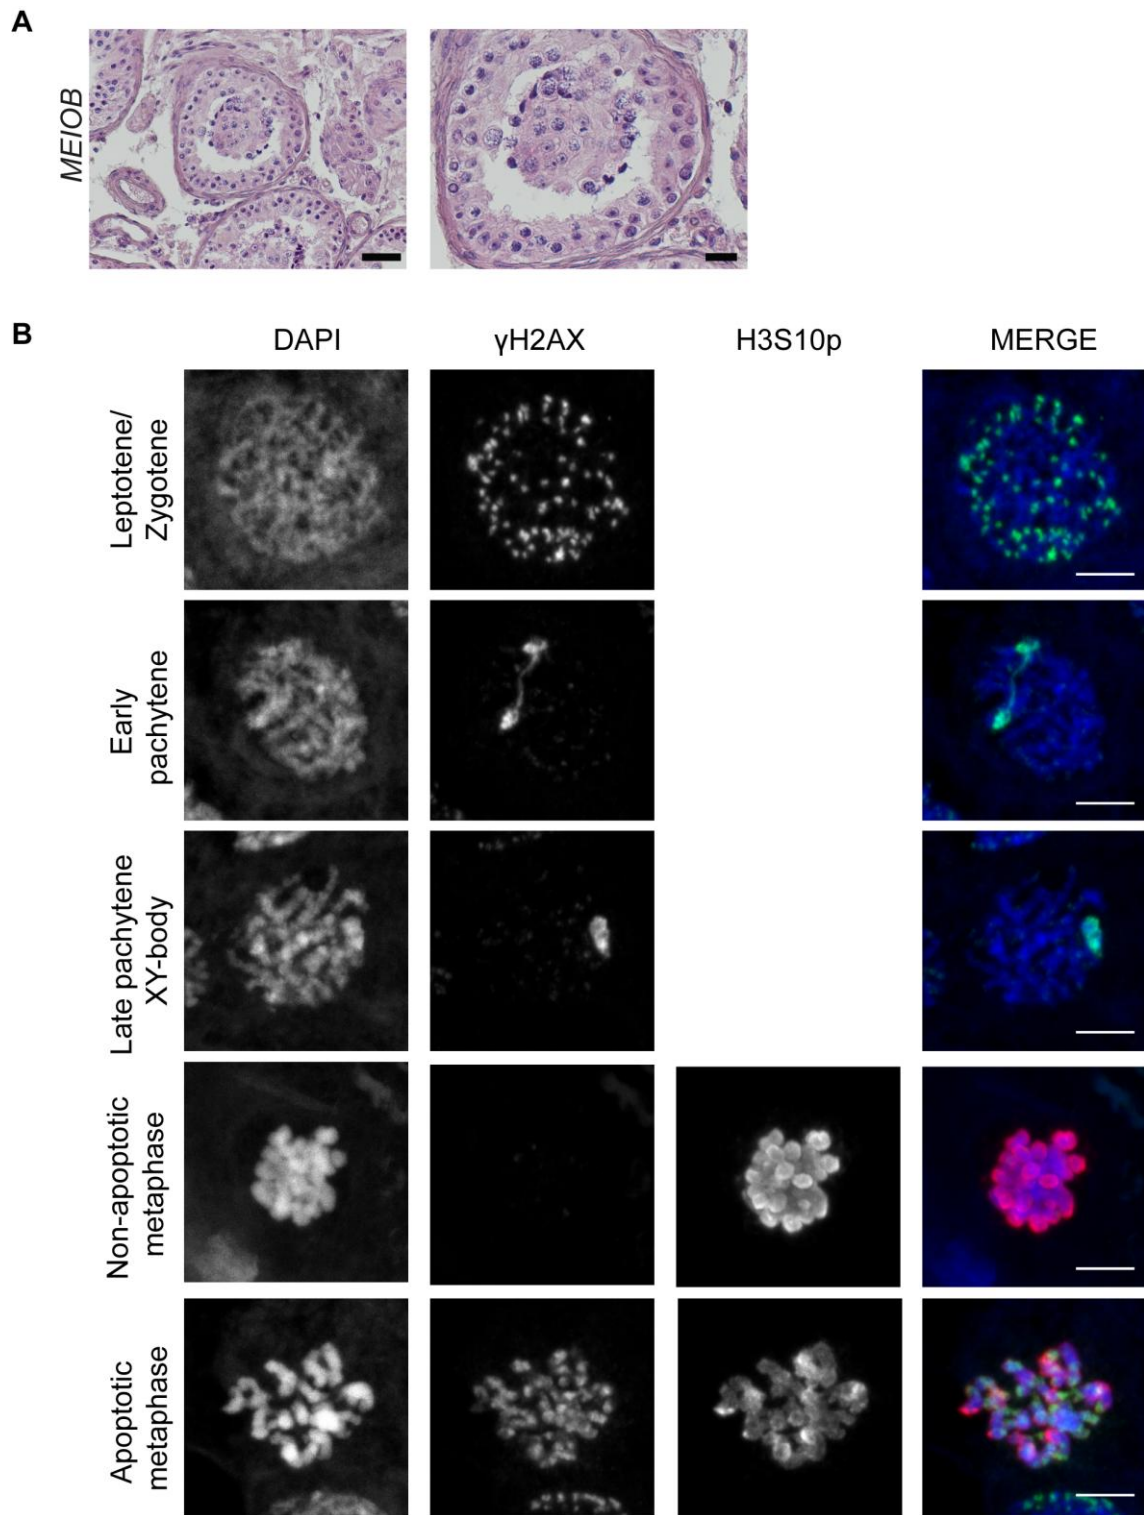 A
MEIOB
B
DAPI
γH2AX
H3S10p
MERGE
Leptotene/
Zygotene
Early
pachytene
Late pachytene
XY-body
Non-apoptotic
metaphase
Apoptotic
metaphase